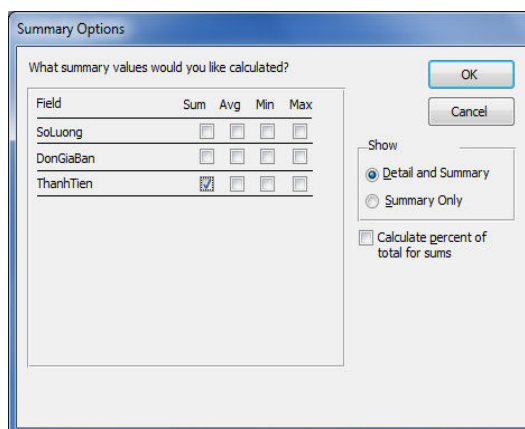 Summary Options
What summary values would you like calculated?
Field Sum Avg Min Max
SoLuong
DonGiaBan
ThanhTien
OK
Cancel
Show
Detail and Summary
Summary Only
Calculate percent of
total for sums